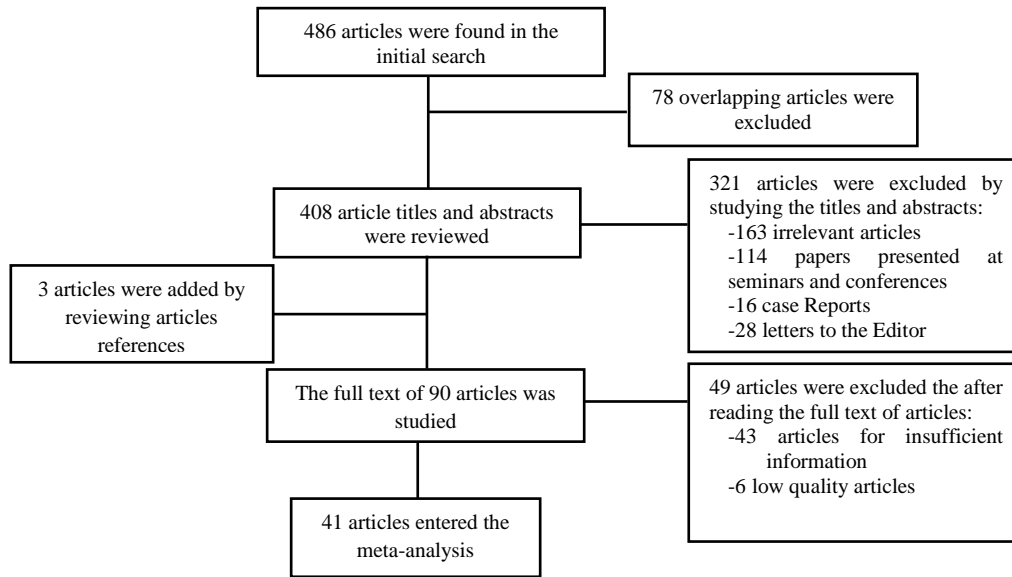 486 articles were found in the
initial search
78 overlapping articles were
excluded
321 articles were excluded by
studying the titles and abstracts:
-163 irrelevant articles
-114 papers presented at
seminars and conferences
-16 case Reports
-28 letters to the Editor
408 article titles and abstracts
were reviewed
3 articles were added by
reviewing articles
references
The full text of 90 articles was
studied
49 articles were excluded the after
reading the full text of articles:
-43 articles for insufficient
information
-6 low quality articles
41 articles entered the
meta-analysis